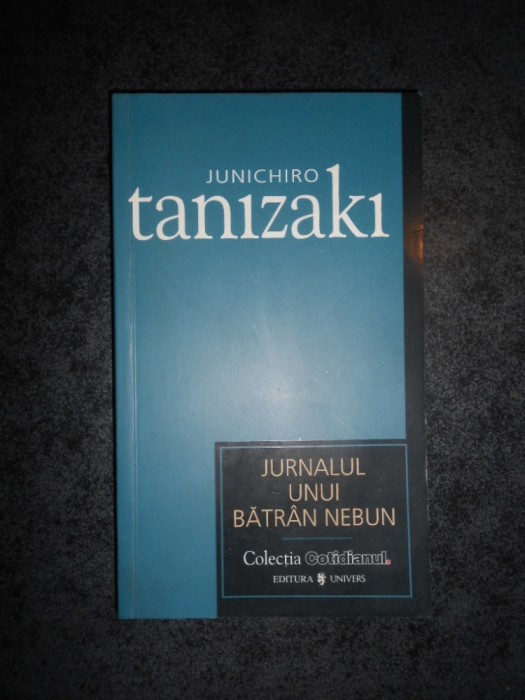 JUNICHIRO
tanizaki
JURNALUL
UNUI
BĂTRÂN NEBUN
Colecția Cotidianul.
EDITURA UNIVERS